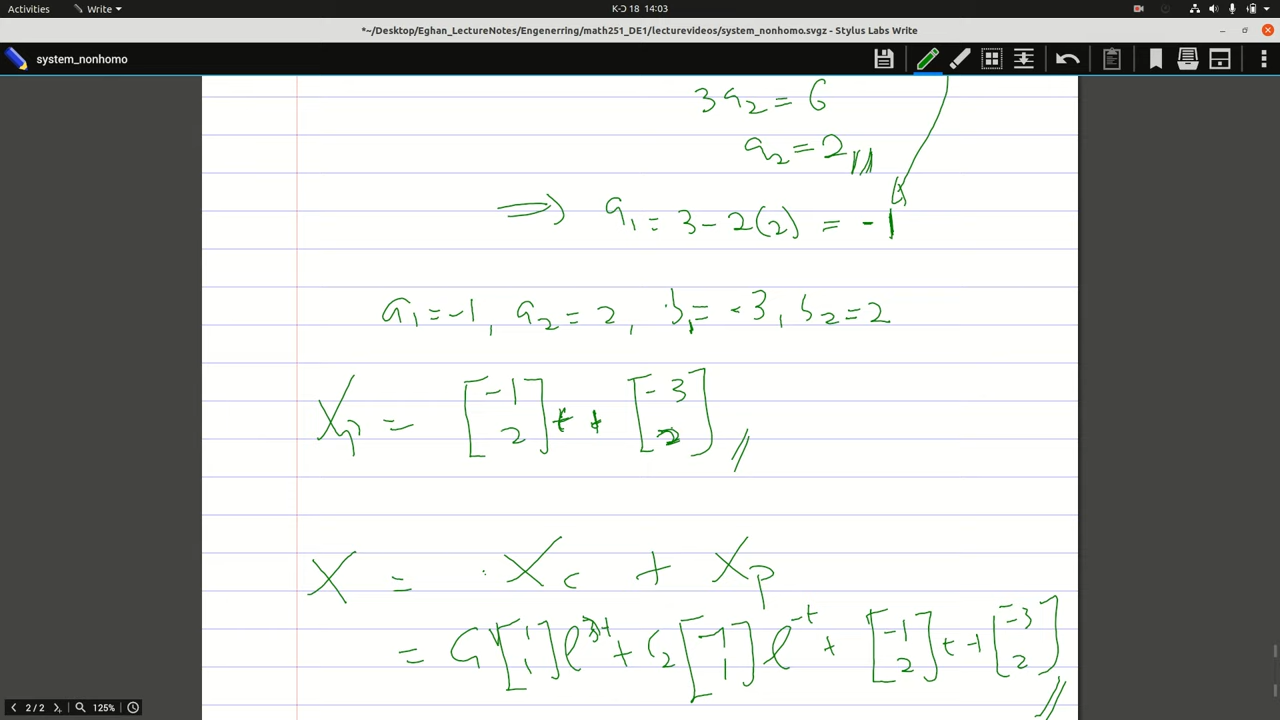 Activities Write K-Ɔ 18 14:03
*~/Desktop/Eghan_LectureNotes/Engenerring/math251_DE1/lecturevideos/system_nonhomo.svgz - Stylus Labs Write
system_nonhomo
3a₂ = 6
a₂ = 2 //
⇒ a₁ = 3 - 2(2) = -1
a₁ = -1, a₂ = 2, b₁ = -3, b₂ = 2
Xp = [-1 2] t + [-3 2] //
X = Xc + Xp
= C₁ [1 1] e^3t + C₂ [-1 1] e^-t + [-1 2] t + [-3 2] //
2/2 125%